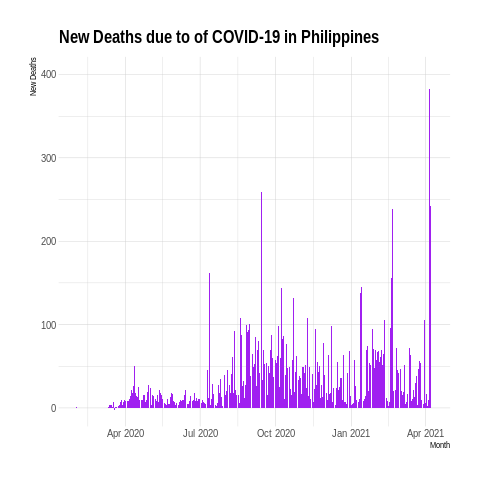 New Deaths due to of COVID-19 in Philippines
New Deaths
400
300
200
100
0
Apr 2020 Jul 2020 Oct 2020 Jan 2021 Apr 2021
Month